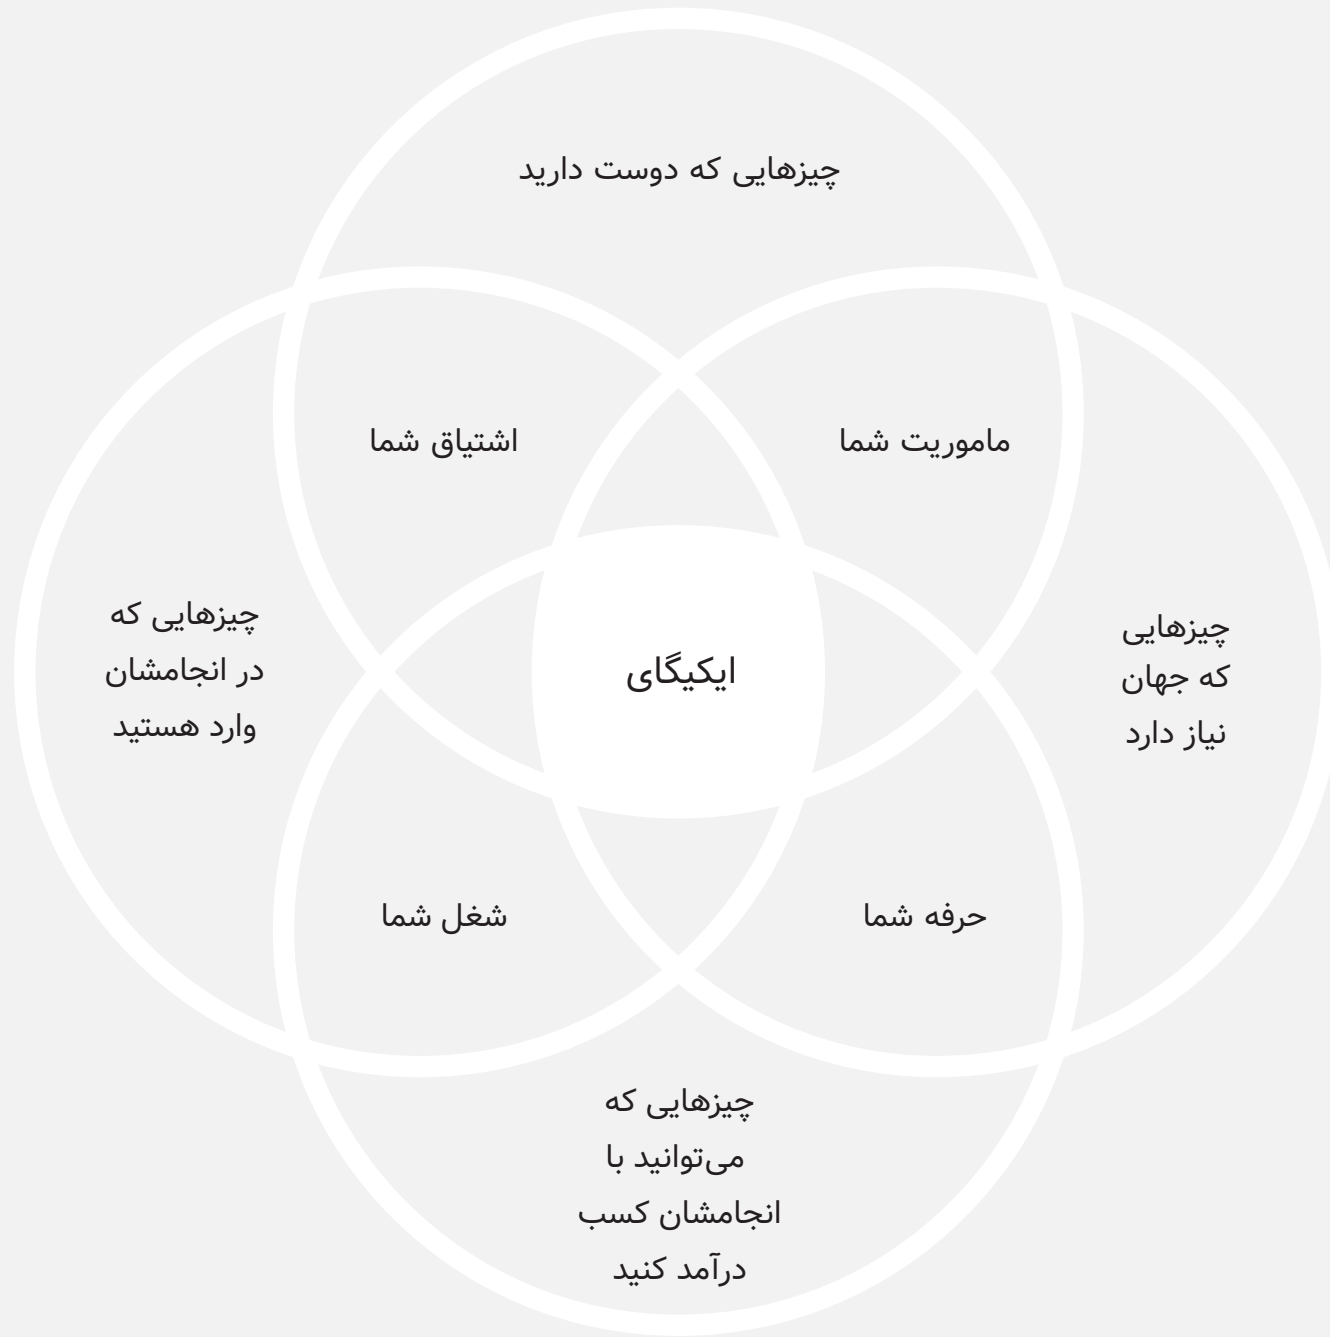 چیزهایی که دوست دارید
ماموریت شما
اشتیاق شما
چیزهایی
که جهان
نیاز دارد
ایکیگای
چیزهایی که
در انجامشان
وارد هستید
حرفه شما
شغل شما
چیزهایی که
می‌توانید با
انجامشان کسب
درآمد کنید